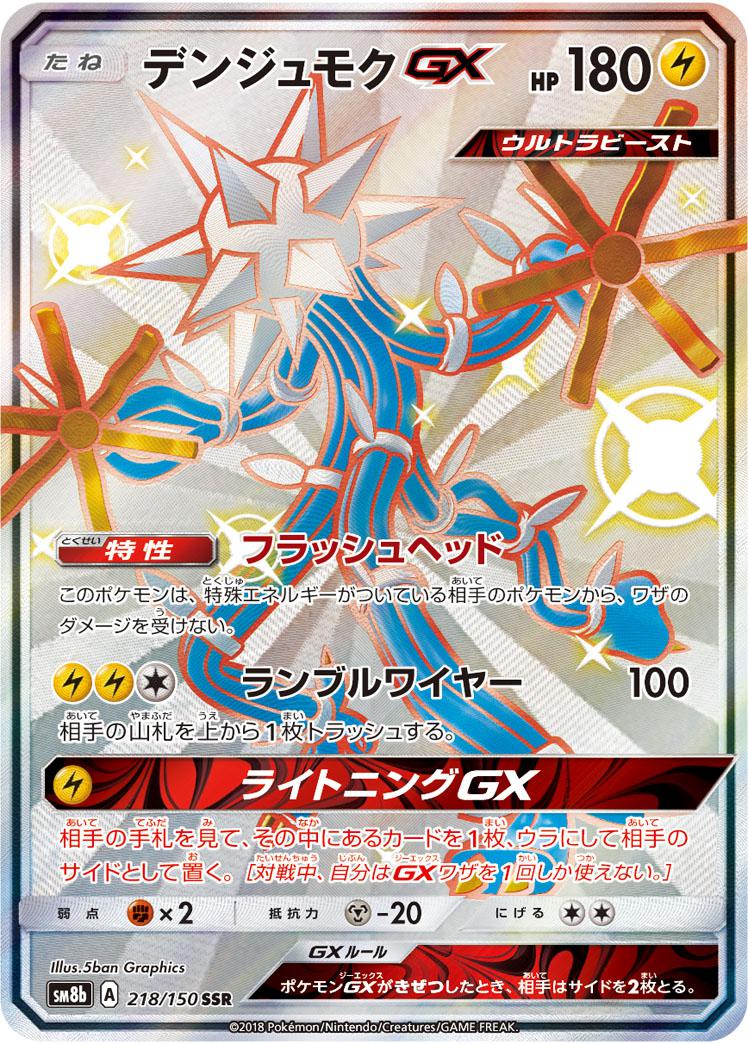 たね
デンジュモクGX
HP 180
ウルトラビースト
とくせい
特性 フラッシュヘッド
このポケモンは、特殊エネルギーがついている相手のポケモンから、ワザの
ダメージを受けない。
ランブルワイヤー 100
相手の山札を上から1枚トラッシュする。
ライトニングGX
相手の手札を見て、その中にあるカードを1枚、ウラにして相手の
サイドとして置く。[対戦中、自分はGXワザを1回しか使えない。]
弱点 ×2 抵抗力 -20 にげる
GXルール
Illus.5ban Graphics
ポケモンGXがきぜつしたとき、相手はサイドを2枚とる。
SM8b A 218/150 SSR
©2018 Pokémon/Nintendo/Creatures/GAME FREAK.